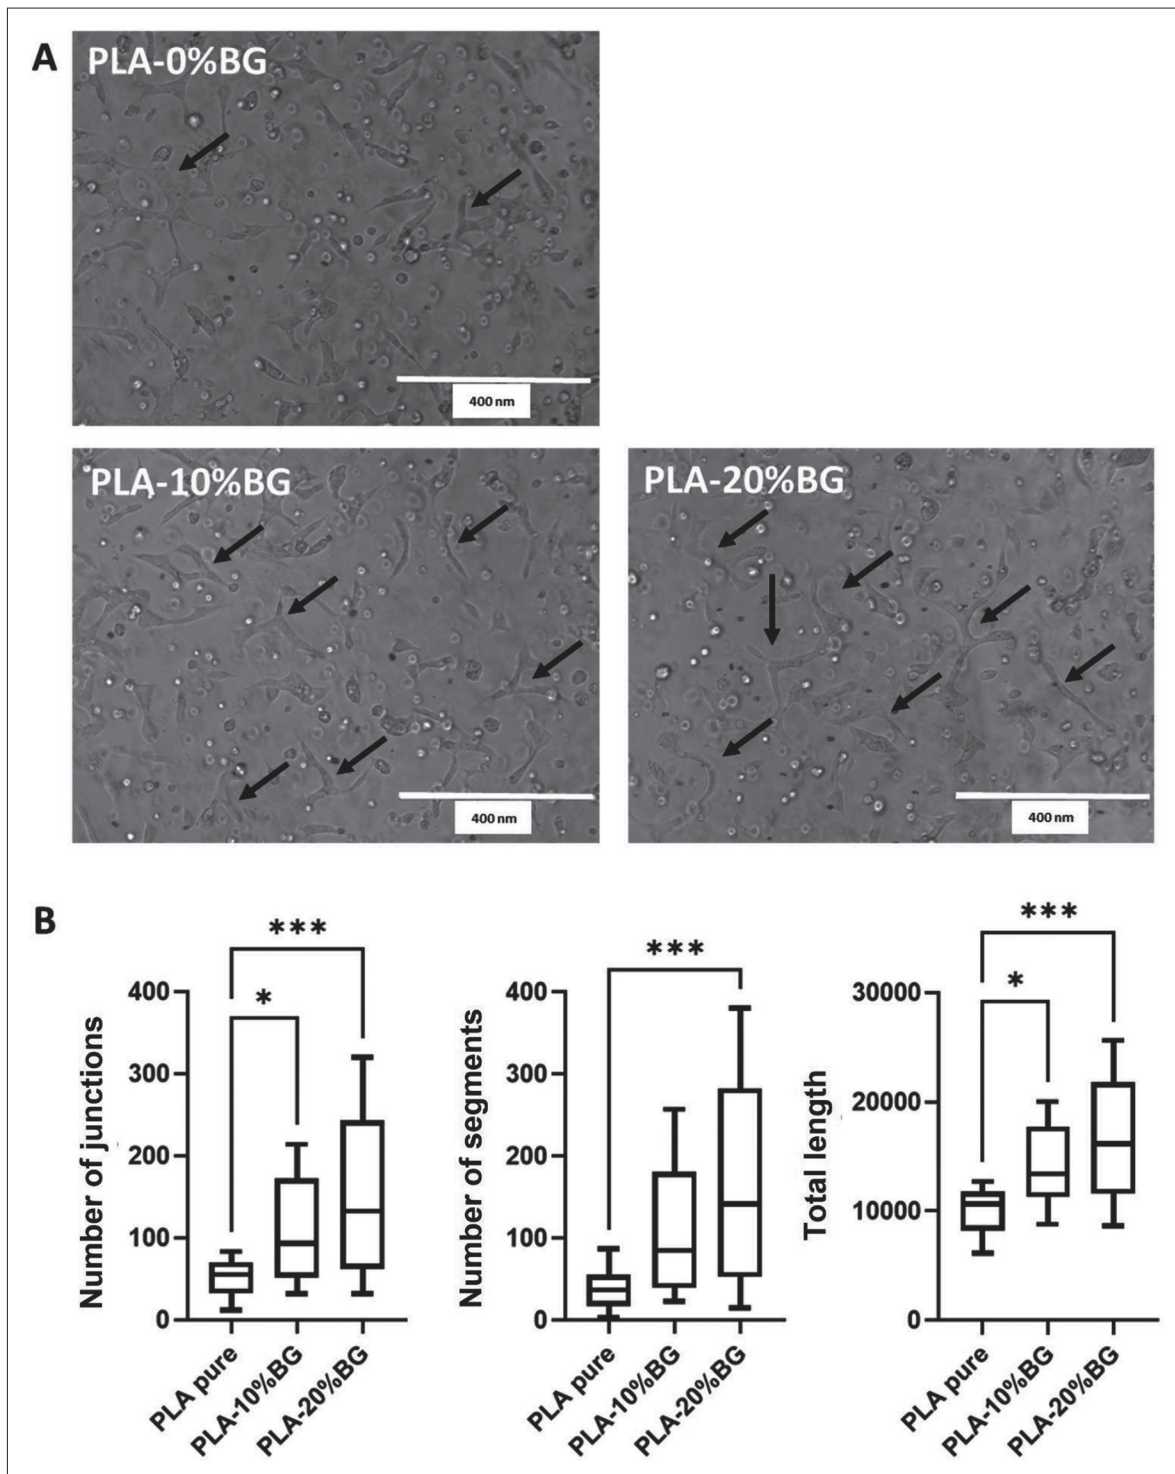 A
PLA-0%BG
400 nm
PLA-10%BG
400 nm
PLA-20%BG
400 nm
B
Number of junctions
400
300
200
100
0
***
*
PLA pure
PLA-10%BG
PLA-20%BG
Number of segments
400
300
200
100
0
***
PLA pure
PLA-10%BG
PLA-20%BG
Total length
30000
20000
10000
0
***
*
PLA pure
PLA-10%BG
PLA-20%BG